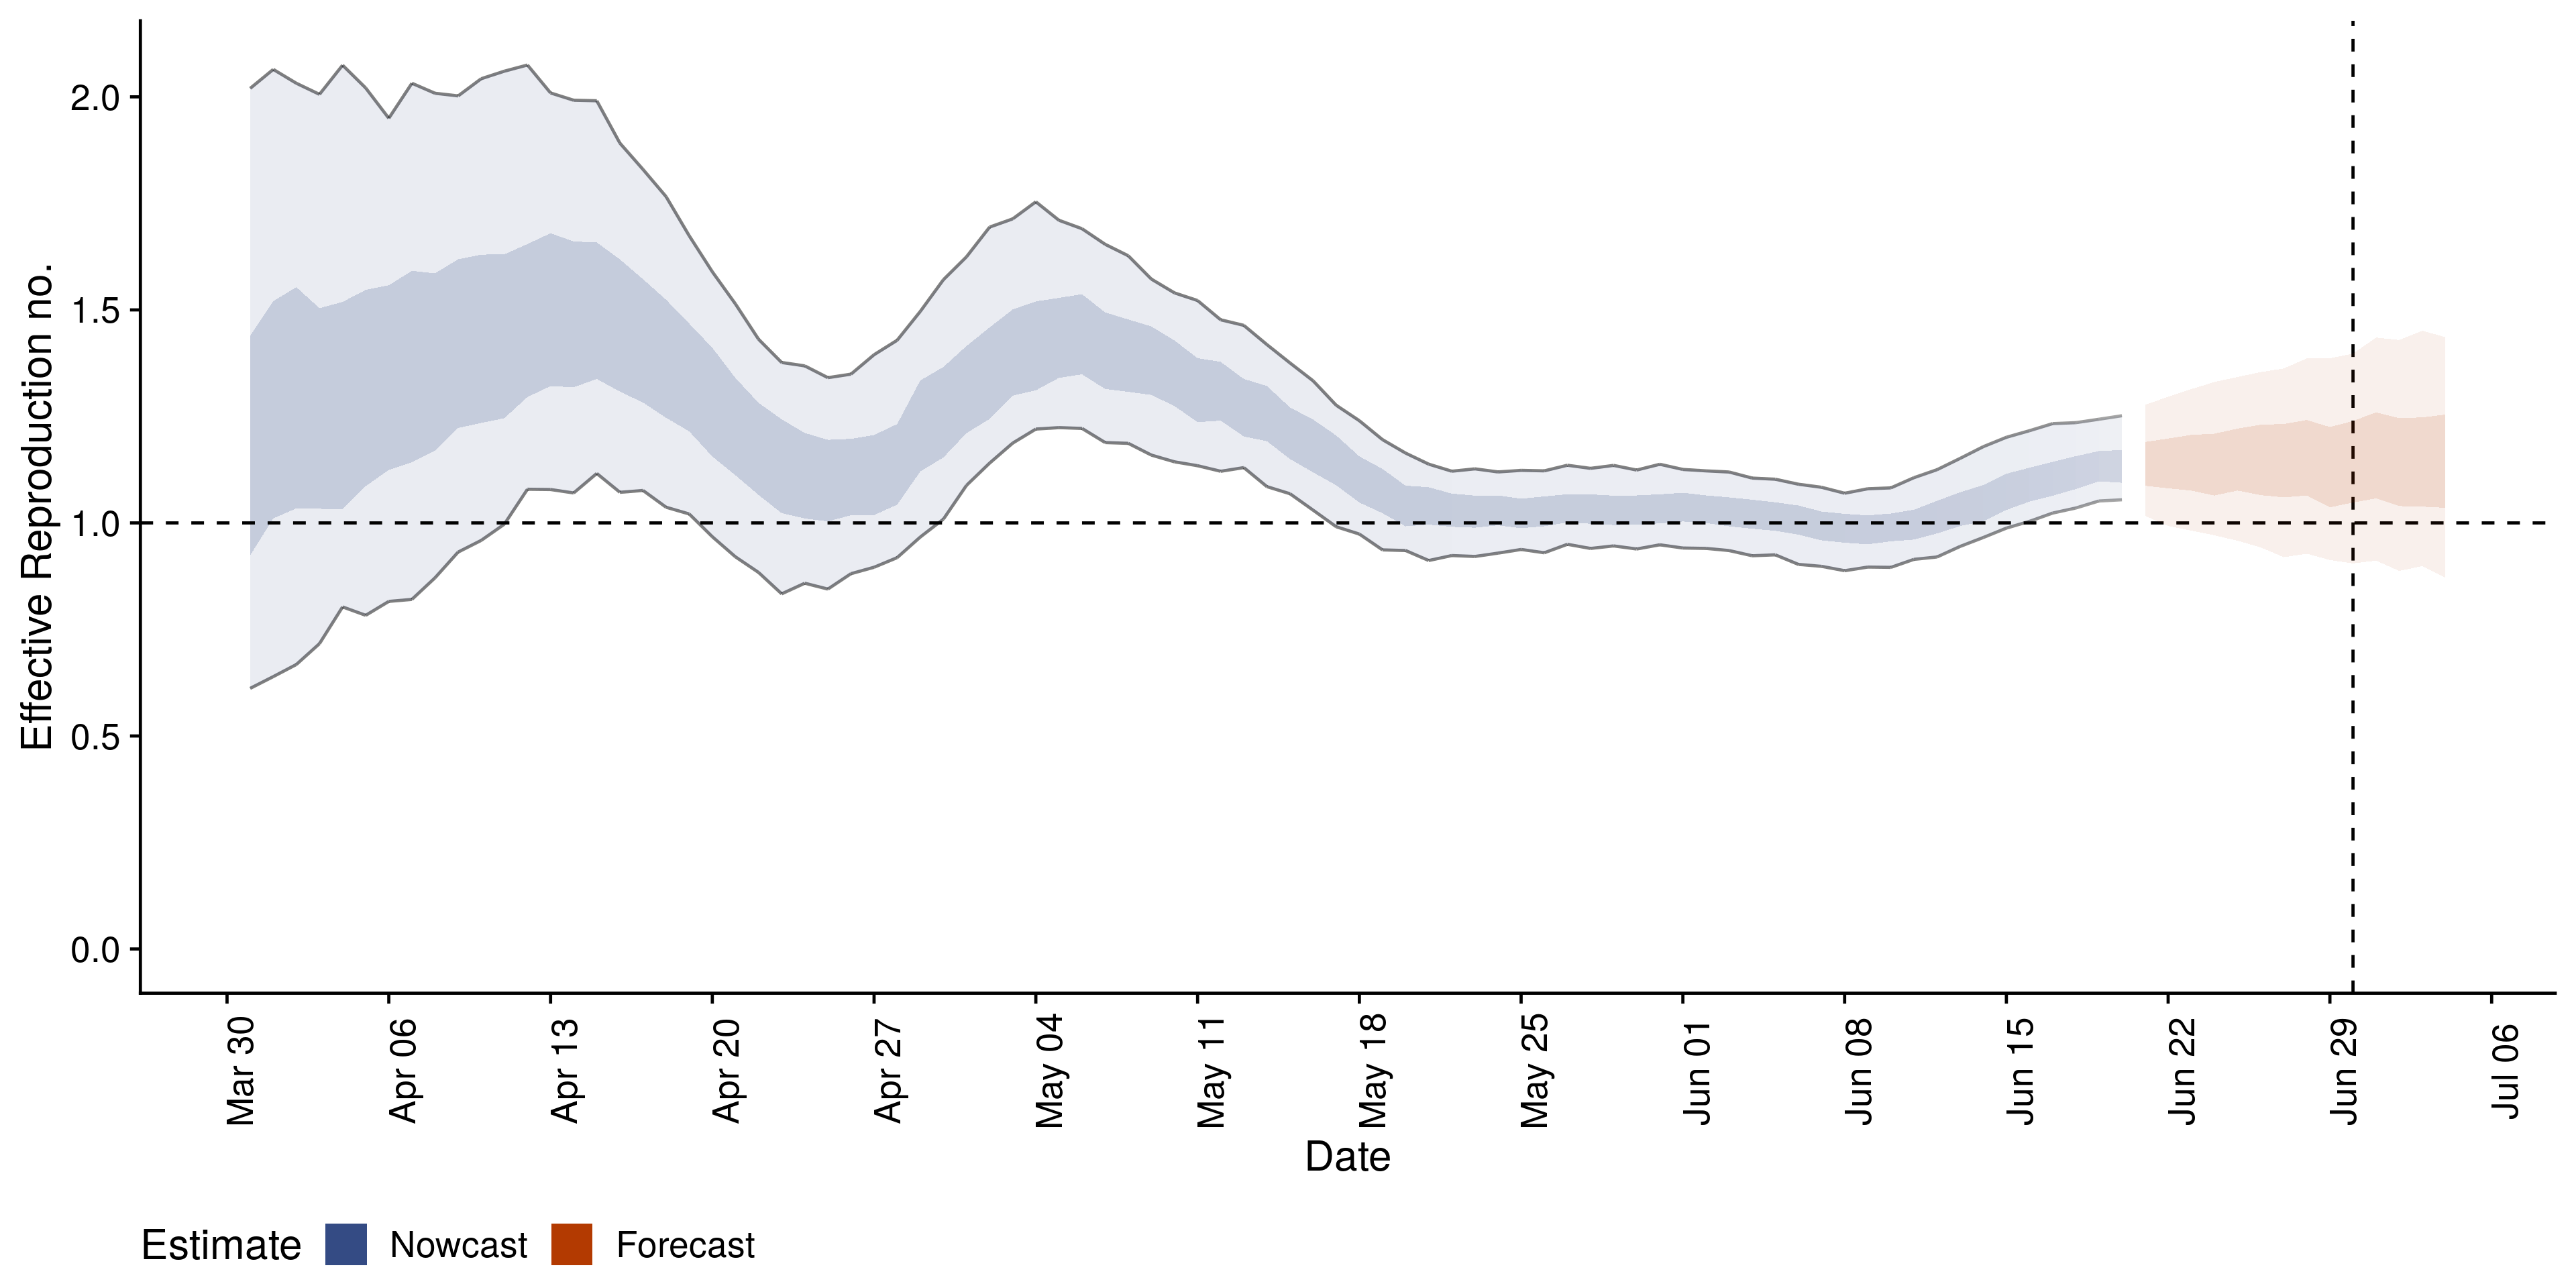 Effective Reproduction no.
2.0
1.5
1.0
0.5
0.0
Mar 30
Apr 06
Apr 13
Apr 20
Apr 27
May 04
May 11
May 18
May 25
Jun 01
Jun 08
Jun 15
Jun 22
Jun 29
Jul 06
Date
Estimate Nowcast Forecast